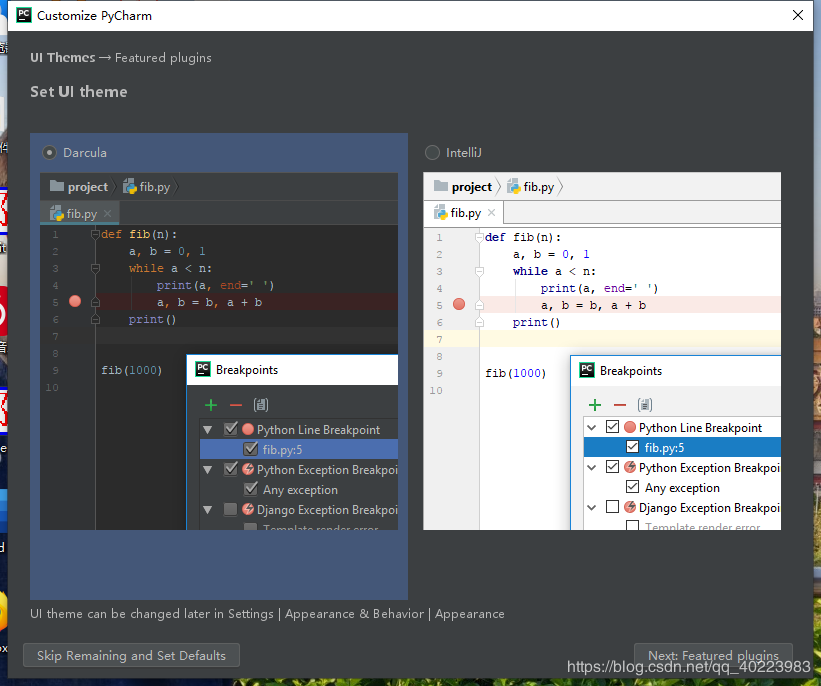 PC Customize PyCharm
UI Themes → Featured plugins
Set UI theme
Darcula
project fib.py
fib.py
1 def fib(n):
2 a, b = 0, 1
3 while a < n:
4 print(a, end=' ')
5 a, b = b, a + b
6 print()
7
8
9 fib(1000)
10
PC Breakpoints
Python Line Breakpoint
fib.py:5
Python Exception Breakpoi
Any exception
Django Exception Breakpoi
Template render error
IntelliJ
project fib.py
fib.py
1 def fib(n):
2 a, b = 0, 1
3 while a < n:
4 print(a, end=' ')
5 a, b = b, a + b
6 print()
7
8
9 fib(1000)
10
PC Breakpoints
Python Line Breakpoint
fib.py:5
Python Exception Breakpoi
Any exception
Django Exception Breakpoi
Template render error
UI theme can be changed later in Settings | Appearance & Behavior | Appearance
Skip Remaining and Set Defaults
Next: Featured plugins
https://blog.csdn.net/qq_40223983